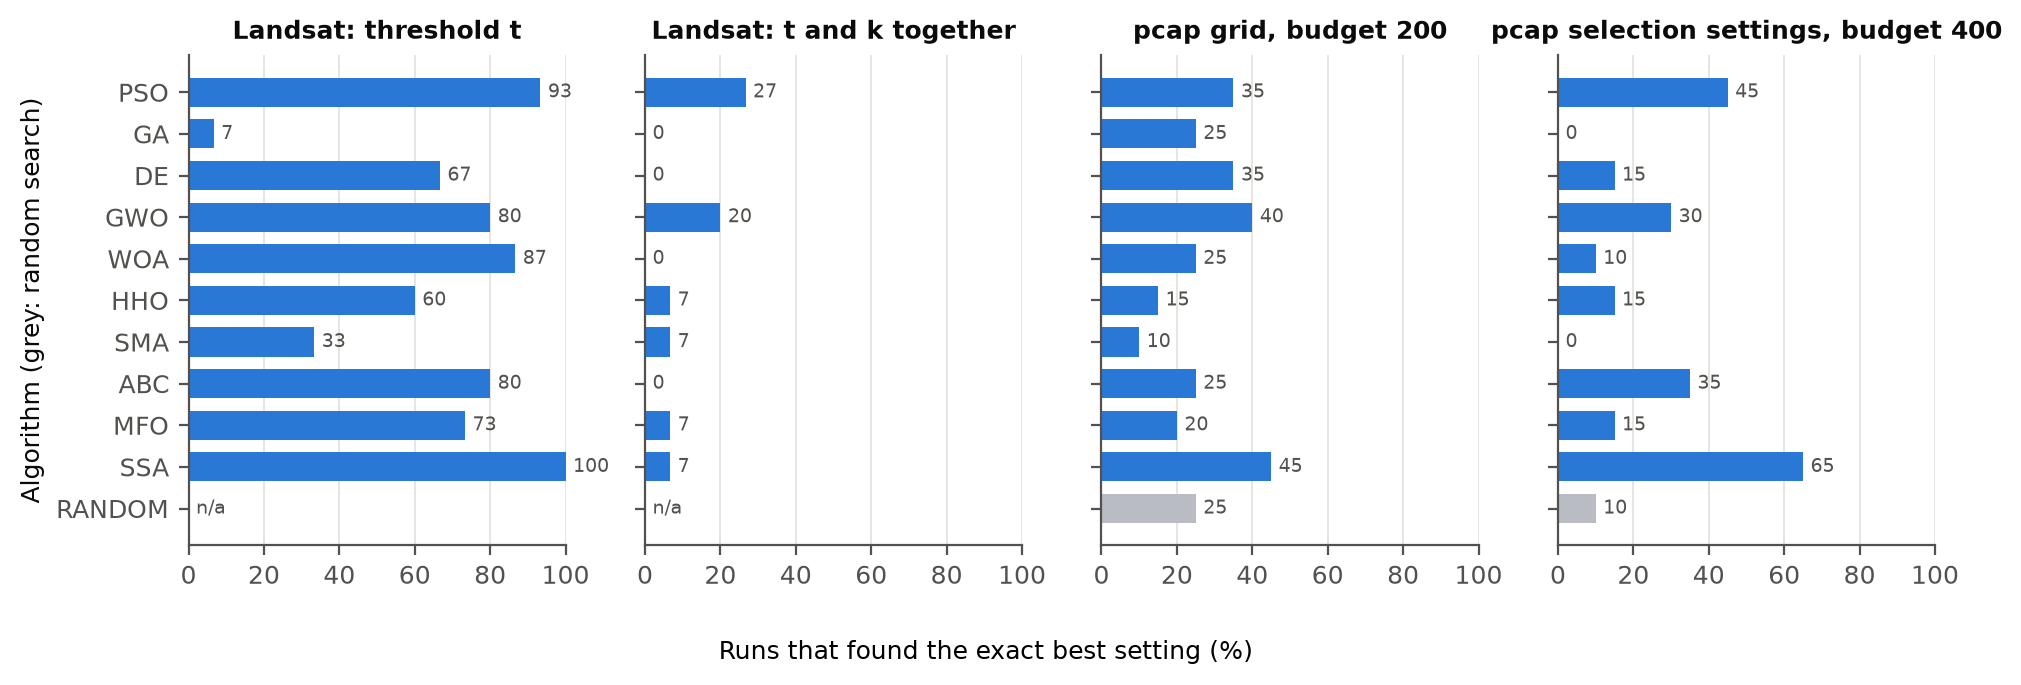 Landsat: threshold t
Landsat: t and k together
pcap grid, budget 200
pcap selection settings, budget 400
Algorithm (grey: random search)
PSO 93 27 35 45
GA 7 0 25 0
DE 67 0 35 15
GWO 80 20 40 30
WOA 87 0 25 10
HHO 60 7 15 15
SMA 33 7 10 0
ABC 80 0 25 35
MFO 73 7 20 15
SSA 100 7 45 65
RANDOM n/a n/a 25 10
0 20 40 60 80 100 0 20 40 60 80 100 0 20 40 60 80 100 0 20 40 60 80 100
Runs that found the exact best setting (%)